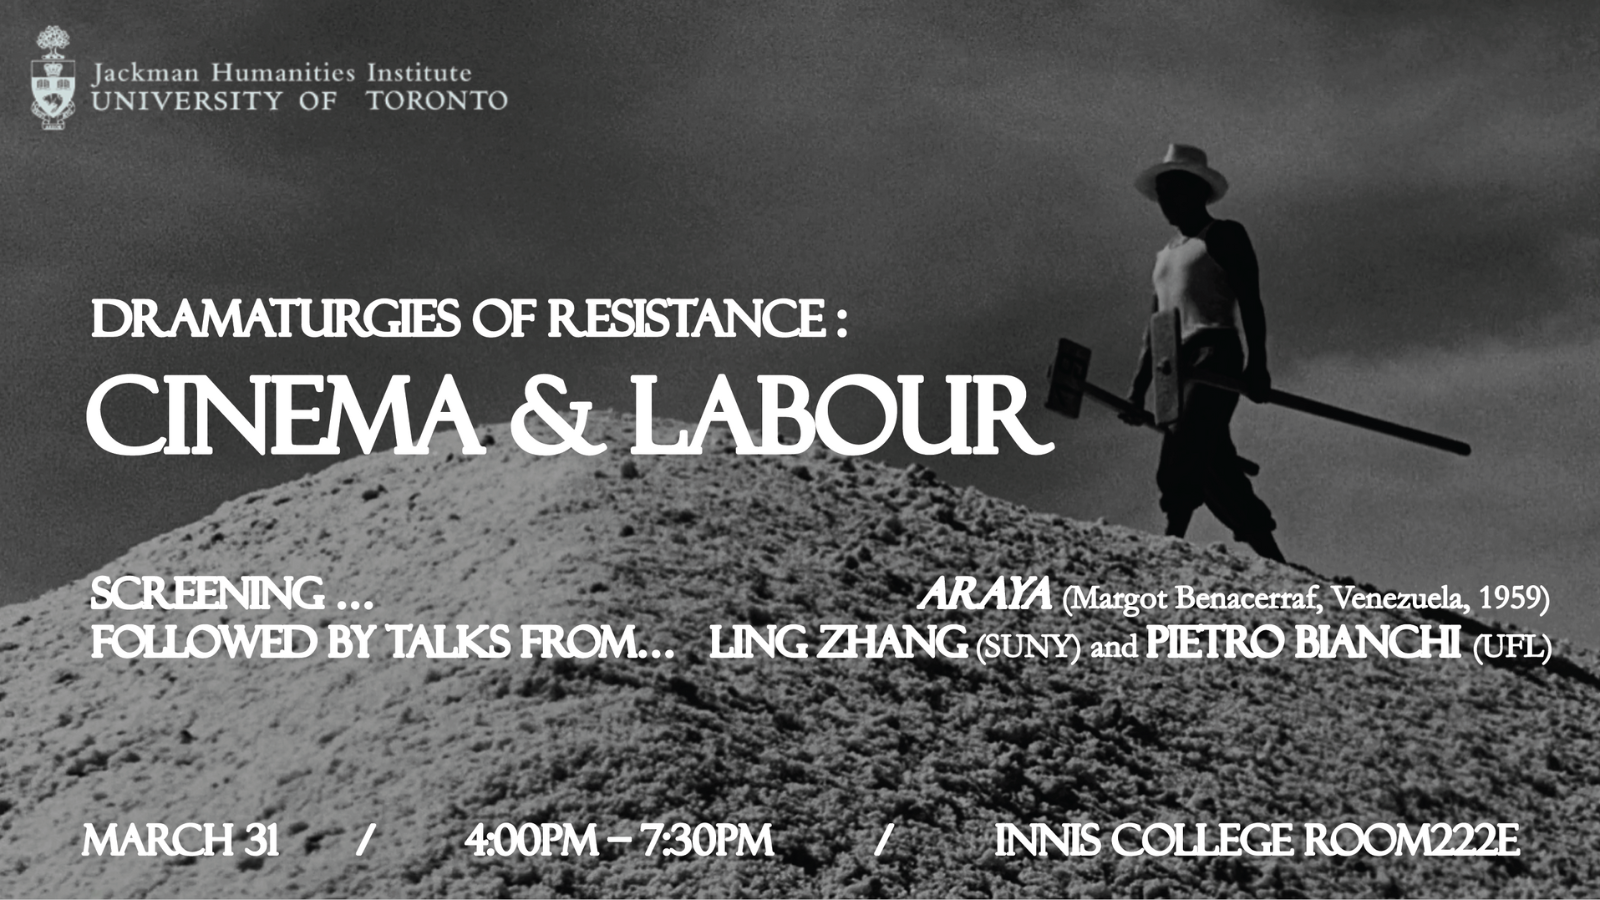 Jackman Humanities Institute
UNIVERSITY OF TORONTO
DRAMATURGIES OF RESISTANCE :
CINEMA & LABOUR
SCREENING ... ARAYA (Margot Benacerraf, Venezuela, 1959)
FOLLOWED BY TALKS FROM... LING ZHANG (SUNY) and PIETRO BIANCHI (UFL)
MARCH 31 / 4:00PM – 7:30PM / INNIS COLLEGE ROOM222E